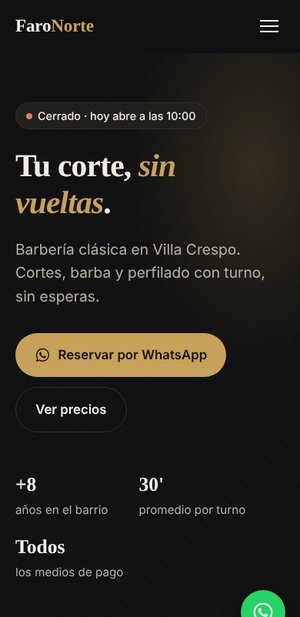 FaroNorte
Cerrado · hoy abre a las 10:00
Tu corte, sin
vueltas.
Barbería clásica en Villa Crespo.
Cortes, barba y perfilado con turno,
sin esperas.
Reservar por WhatsApp
Ver precios
+8
años en el barrio
30'
promedio por turno
Todos
los medios de pago